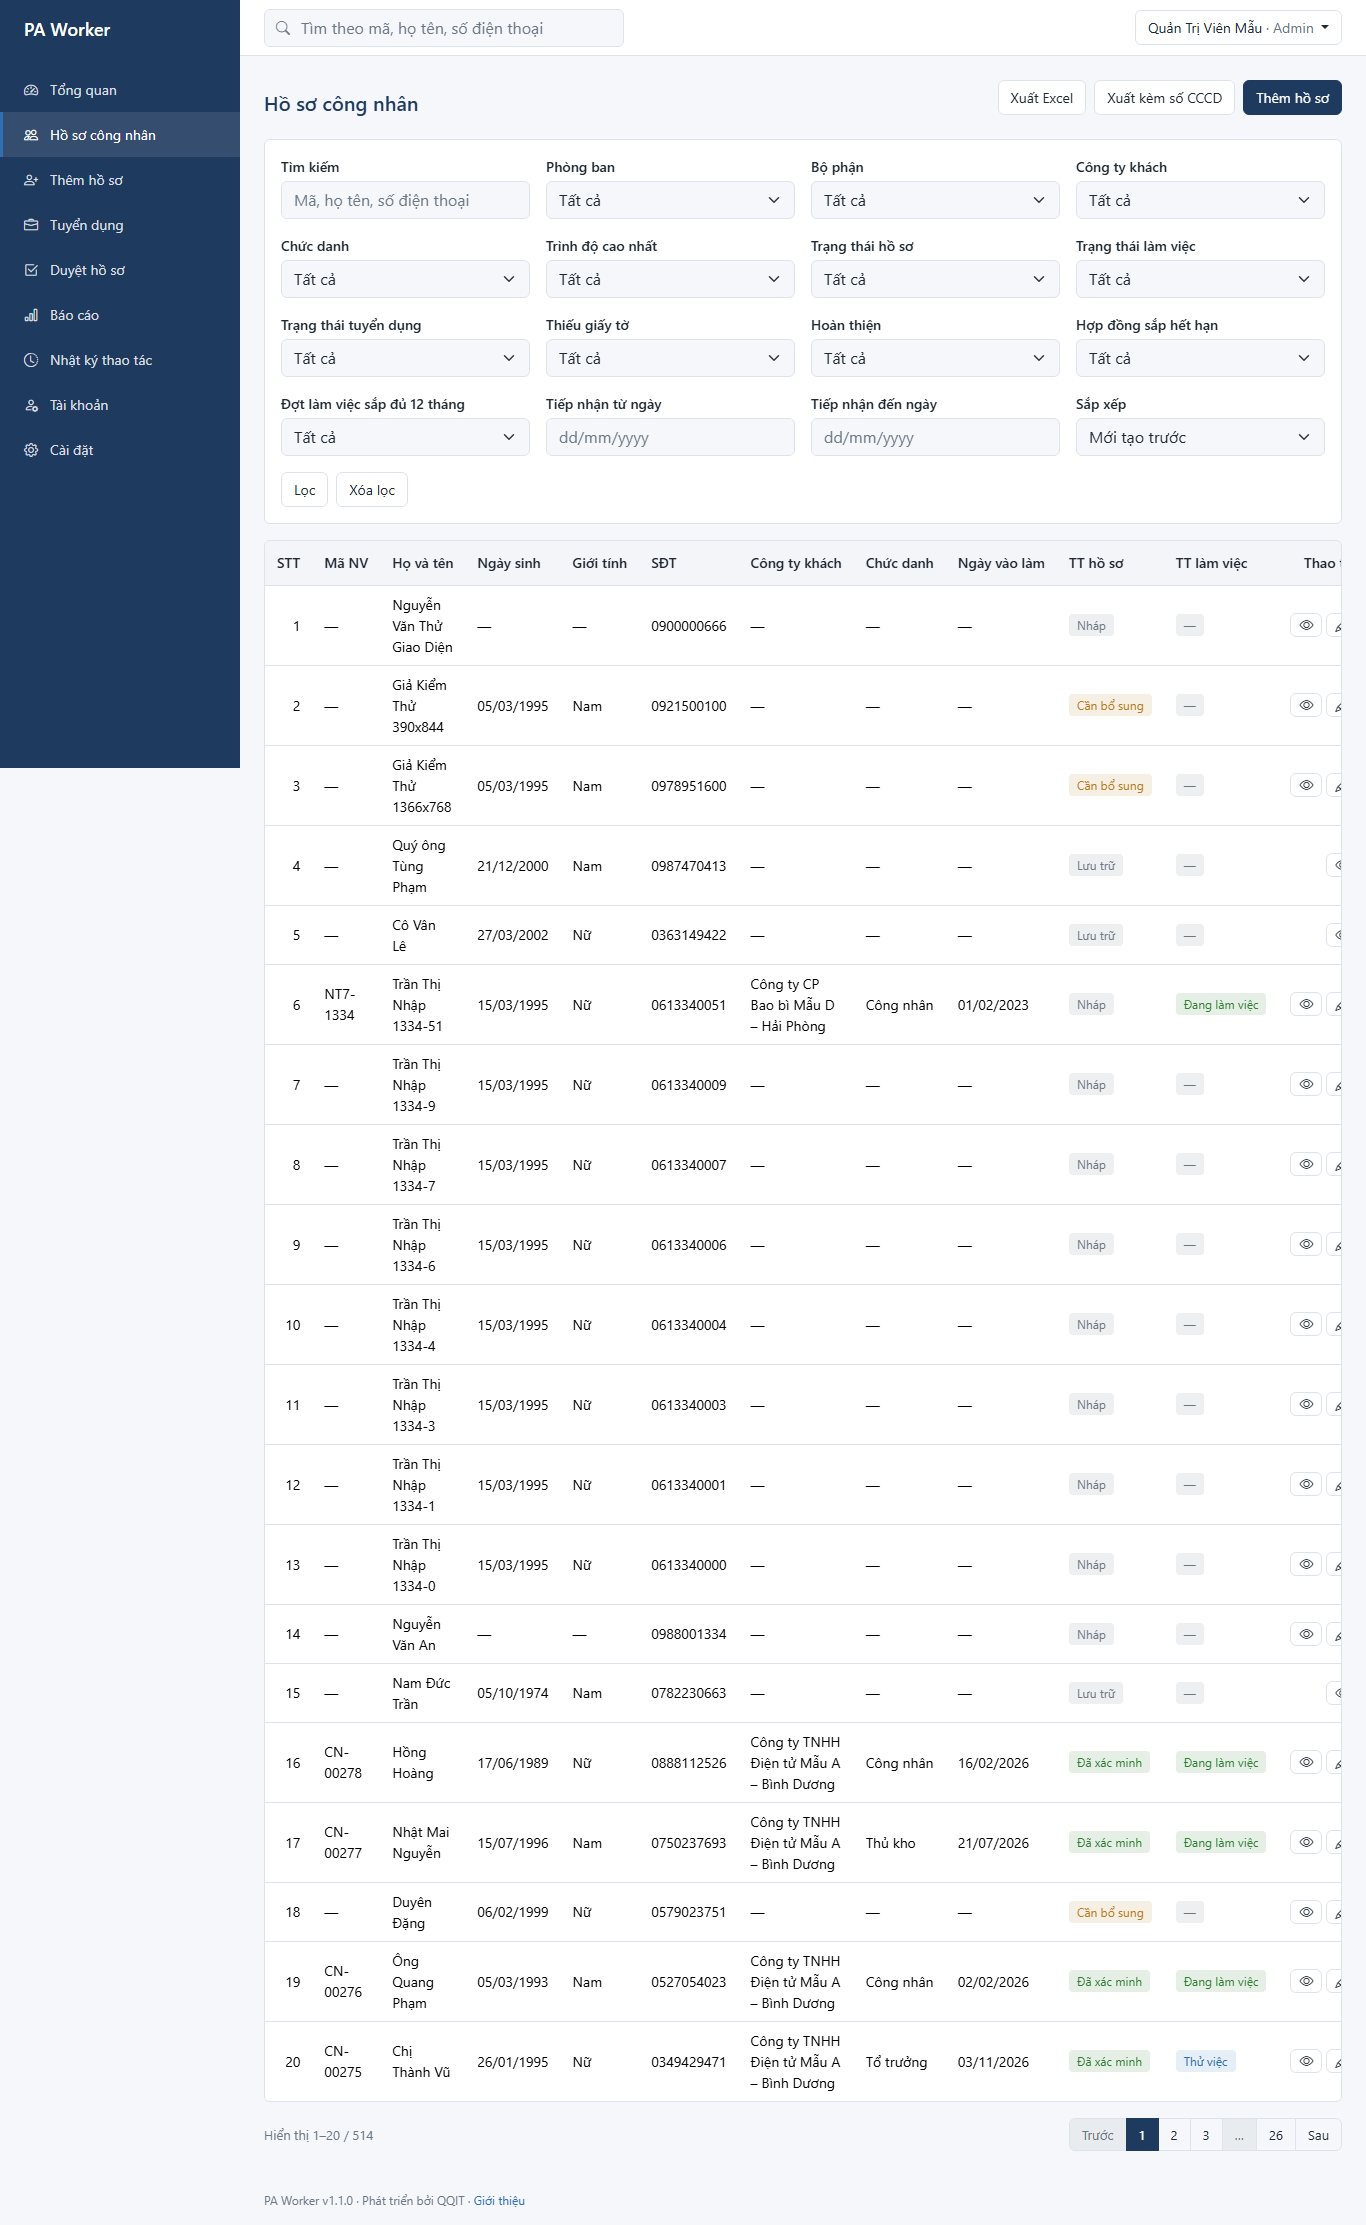 PA Worker
Tìm theo mã, họ tên, số điện thoại
Quản Trị Viên Mẫu · Admin
Tổng quan
Hồ sơ công nhân
Thêm hồ sơ
Tuyển dụng
Duyệt hồ sơ
Báo cáo
Nhật ký thao tác
Tài khoản
Cài đặt
Hồ sơ công nhân
Xuất Excel
Xuất kèm số CCCD
Thêm hồ sơ
Tìm kiếm Phòng ban Bộ phận Công ty khách
Mã, họ tên, số điện thoại Tất cả Tất cả Tất cả
Chức danh Trình độ cao nhất Trạng thái hồ sơ Trạng thái làm việc
Tất cả Tất cả Tất cả Tất cả
Trạng thái tuyển dụng Thiếu giấy tờ Hoàn thiện Hợp đồng sắp hết hạn
Tất cả Tất cả Tất cả Tất cả
Đợt làm việc sắp đủ 12 tháng Tiếp nhận từ ngày Tiếp nhận đến ngày Sắp xếp
Tất cả dd/mm/yyyy dd/mm/yyyy Mới tạo trước
Lọc Xóa lọc
STT Mã NV Họ và tên Ngày sinh Giới tính SĐT Công ty khách Chức danh Ngày vào làm TT hồ sơ TT làm việc Thao
1 — Nguyễn Văn Thử Giao Diện — — 0900000666 — — — Nháp —
2 — Giả Kiểm Thử 390x844 05/03/1995 Nam 0921500100 — — — Cần bổ sung —
3 — Giả Kiểm Thử 1366x768 05/03/1995 Nam 0978951600 — — — Cần bổ sung —
4 — Quý ông Tùng Phạm 21/12/2000 Nam 0987470413 — — — Lưu trữ —
5 — Cô Vân Lê 27/03/2002 Nữ 0363149422 — — — Lưu trữ —
6 NT7-1334 Trần Thị Nhập 1334-51 15/03/1995 Nữ 0613340051 Công ty CP Bao bì Mẫu D – Hải Phòng Công nhân 01/02/2023 Nháp Đang làm việc
7 — Trần Thị Nhập 1334-9 15/03/1995 Nữ 0613340009 — — — Nháp —
8 — Trần Thị Nhập 1334-7 15/03/1995 Nữ 0613340007 — — — Nháp —
9 — Trần Thị Nhập 1334-6 15/03/1995 Nữ 0613340006 — — — Nháp —
10 — Trần Thị Nhập 1334-4 15/03/1995 Nữ 0613340004 — — — Nháp —
11 — Trần Thị Nhập 1334-3 15/03/1995 Nữ 0613340003 — — — Nháp —
12 — Trần Thị Nhập 1334-1 15/03/1995 Nữ 0613340001 — — — Nháp —
13 — Trần Thị Nhập 1334-0 15/03/1995 Nữ 0613340000 — — — Nháp —
14 — Nguyễn Văn An — — 0988001334 — — — Nháp —
15 — Nam Đức Trần 05/10/1974 Nam 0782230663 — — — Lưu trữ —
16 CN-00278 Hồng Hoàng 17/06/1989 Nữ 0888112526 Công ty TNHH Điện tử Mẫu A – Bình Dương Công nhân 16/02/2026 Đã xác minh Đang làm việc
17 CN-00277 Nhật Mai Nguyễn 15/07/1996 Nam 0750237693 Công ty TNHH Điện tử Mẫu A – Bình Dương Thủ kho 21/07/2026 Đã xác minh Đang làm việc
18 — Duyên Đặng 06/02/1999 Nữ 0579023751 — — — Cần bổ sung —
19 CN-00276 Ông Quang Phạm 05/03/1993 Nam 0527054023 Công ty TNHH Điện tử Mẫu A – Bình Dương Công nhân 02/02/2026 Đã xác minh Đang làm việc
20 CN-00275 Chị Thành Vũ 26/01/1995 Nữ 0349429471 Công ty TNHH Điện tử Mẫu A – Bình Dương Tổ trưởng 03/11/2026 Đã xác minh Thử việc
Hiển thị 1–20 / 514
Trước 1 2 3 ... 26 Sau
PA Worker v1.1.0 · Phát triển bởi QQIT · Giới thiệu